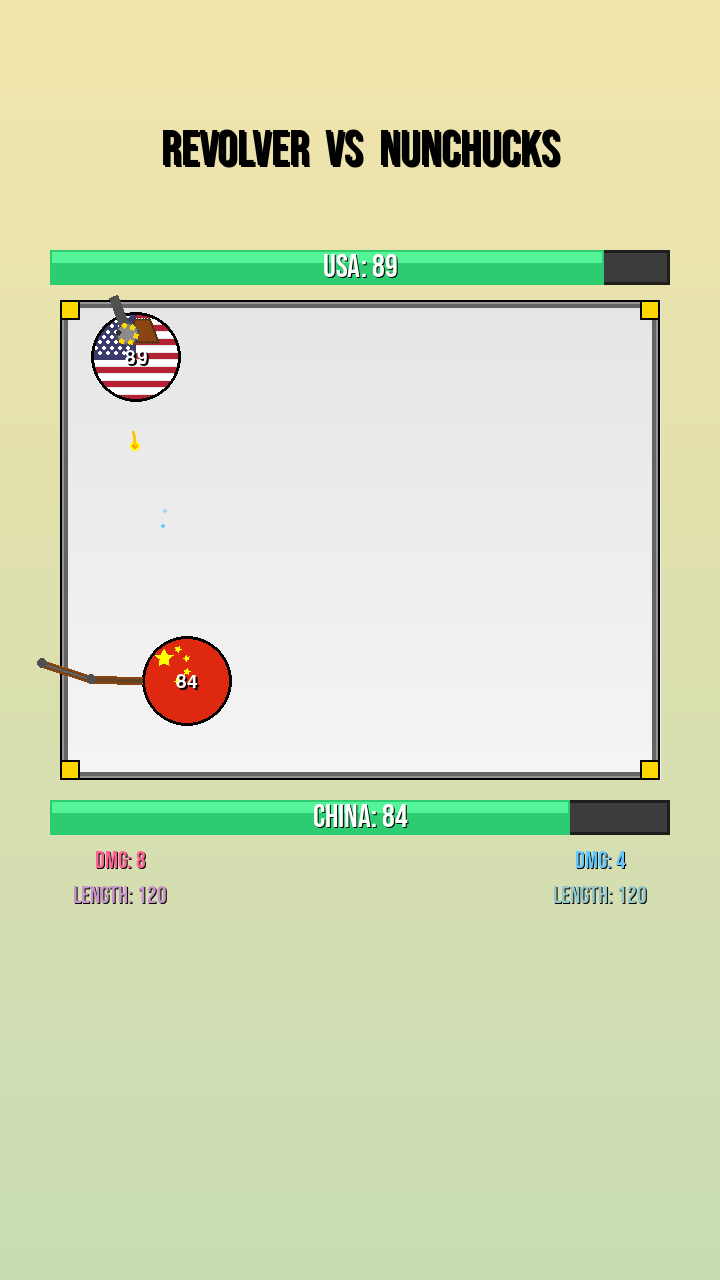 REVOLVER VS NUNCHUCKS
USA: 89
89
84
CHINA: 84
DMG: 8 DMG: 4
LENGTH: 120 LENGTH: 120